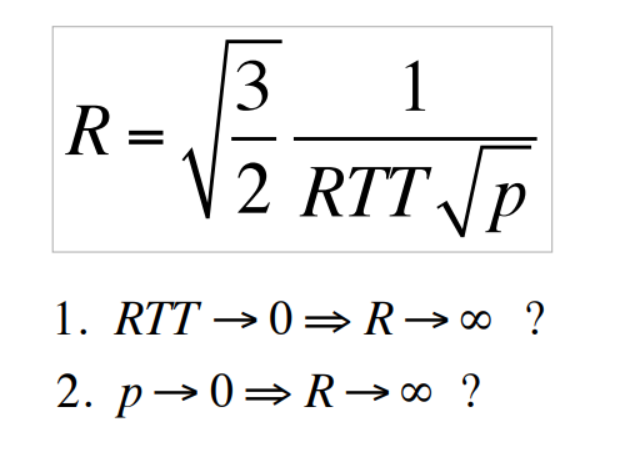 R = √(3/2) 1/(RTT√p)
1. RTT → 0 ⇒ R → ∞ ?
2. p → 0 ⇒ R → ∞ ?